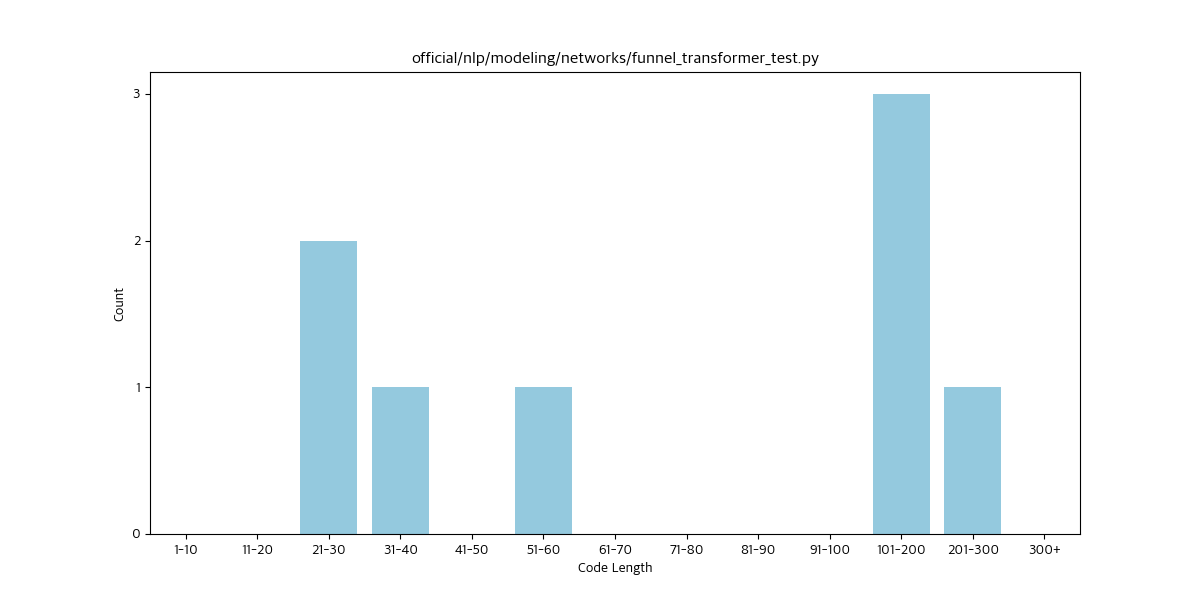 official/nlp/modeling/networks/funnel_transformer_test.py
3
2
1
0
Count
1-10 11-20 21-30 31-40 41-50 51-60 61-70 71-80 81-90 91-100 101-200 201-300 300+
Code Length